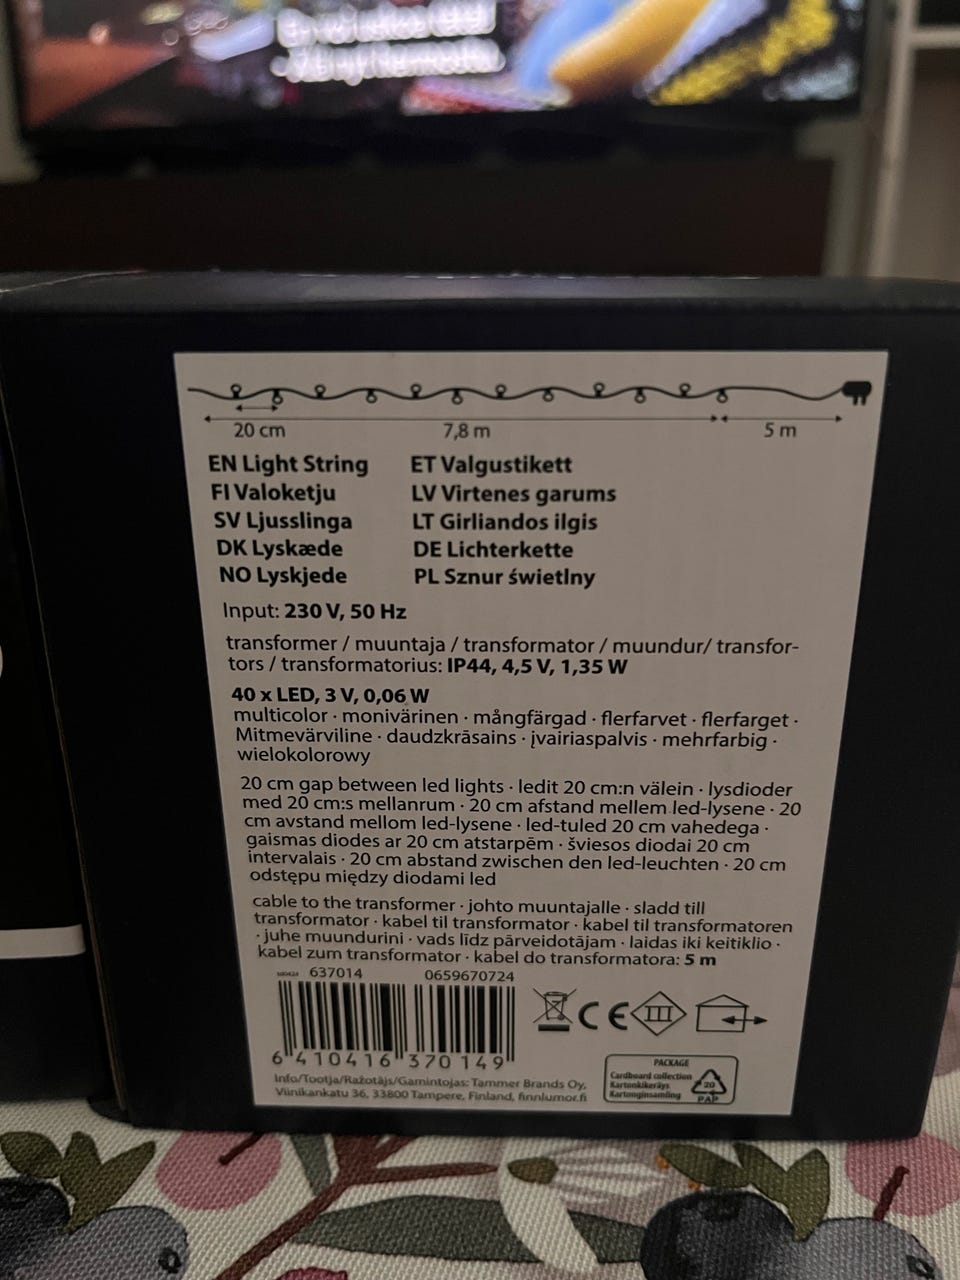 20 cm 7,8 m 5 m
EN Light String
FI Valoketju
SV Ljusslinga
DK Lyskæde
NO Lyskjede
ET Valgustikett
LV Virtenes garums
LT Girliandos ilgis
DE Lichterkette
PL Sznur świetlny
Input: 230 V, 50 Hz
transformer / muuntaja / transformator / muundur/ transfor-
tors / transformatorius: IP44, 4,5 V, 1,35 W
40 x LED, 3 V, 0,06 W
multicolor · monivärinen · mångfärgad · flerfarvet · flerfarget ·
Mitmevärviline · daudzkrāsains · įvairiaspalvis · mehrfarbig ·
wielokolorowy
20 cm gap between led lights · ledit 20 cm:n välein · lysdioder
med 20 cm:s mellanrum · 20 cm afstand mellem led-lysene · 20
cm avstand mellom led-lysene · led-tuled 20 cm vahedega ·
gaismas diodes ar 20 cm atstarpēm · šviesos diodai 20 cm
intervalais · 20 cm abstand zwischen den led-leuchten · 20 cm
odstępu między diodami led
cable to the transformer · johto muuntajalle · sladd till
transformator · kabel til transformator · kabel til transformatoren
· juhe muundurini · vads līdz pārveidotājam · laidas iki keitiklio ·
kabel zum transformator · kabel do transformatora: 5 m
637014 0659670724
6 410416 370149
Info/Tootja/Ražotājs/Gamintojas: Tammer Brands Oy,
Viinikankatu 36, 33800 Tampere, Finland, finnlumor.fi
CE
III
PACKAGE
Cardboard collection
Kartonkikeräys
Kartonginsamling
20
PAP